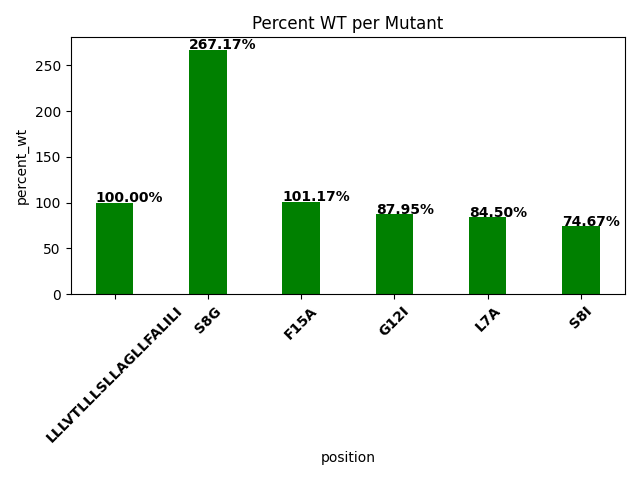 Percent WT per Mutant
percent_wt
250
200
150
100
50
0
100.00%
267.17%
101.17%
87.95%
84.50%
74.67%
LLLVTLLLSLLAGLLFALILI
S8G
F15A
G12I
L7A
S8I
position